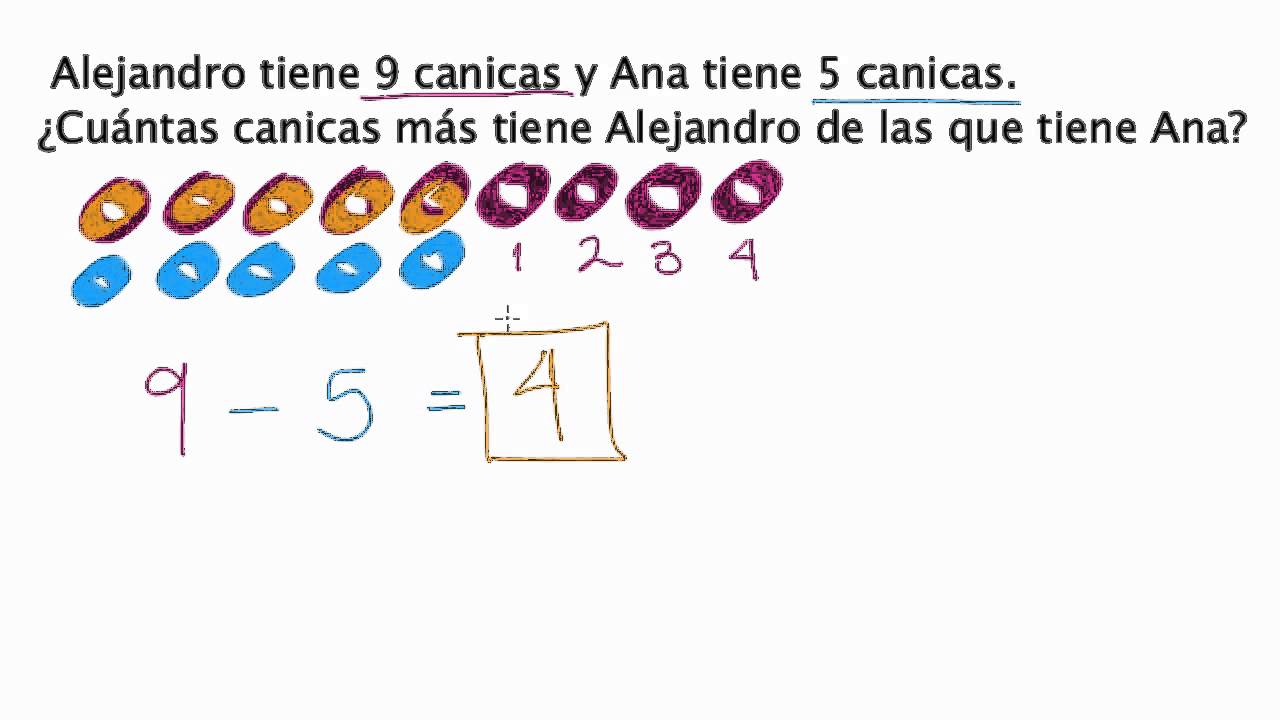 Alejandro tiene 9 canicas y Ana tiene 5 canicas.
¿Cuántas canicas más tiene Alejandro de las que tiene Ana?
1 2 3 4
9 - 5 = 4